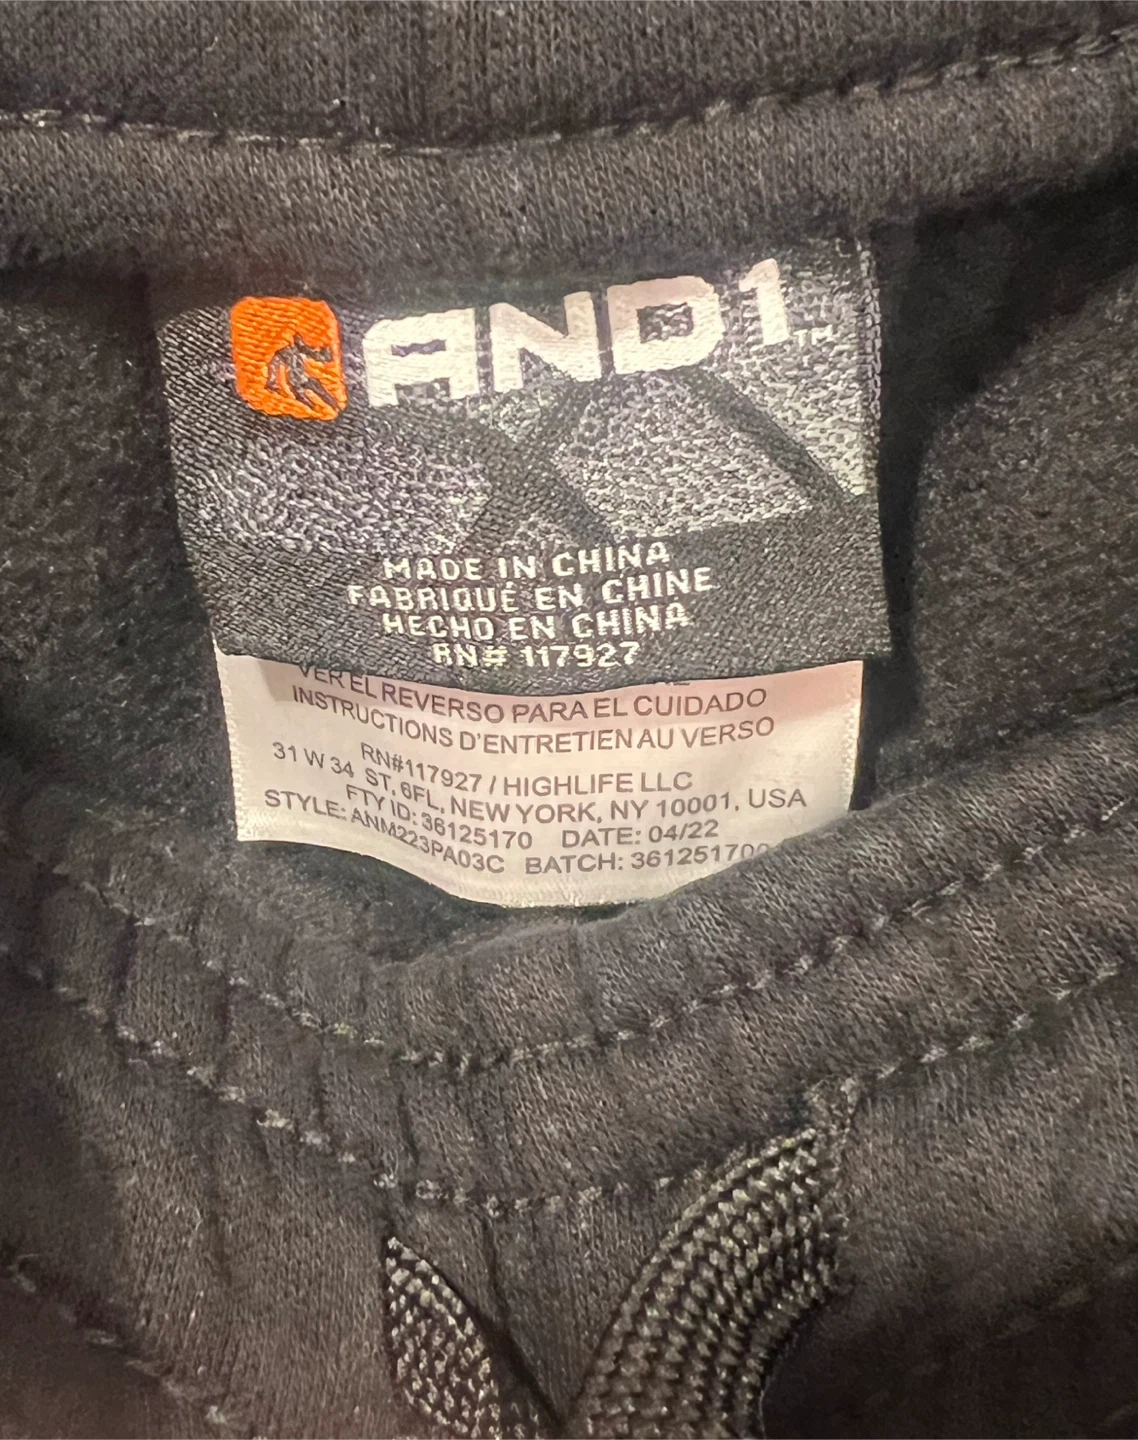 AND1™
MADE IN CHINA
FABRIQUÉ EN CHINE
HECHO EN CHINA
RN# 117927
VER EL REVERSO PARA EL CUIDADO
INSTRUCTIONS D'ENTRETIEN AU VERSO
RN#117927 / HIGHLIFE LLC
31 W 34 ST, 6FL, NEW YORK, NY 10001, USA
FTY ID: 36125170 DATE: 04/22
STYLE: ANM223PA03C BATCH: